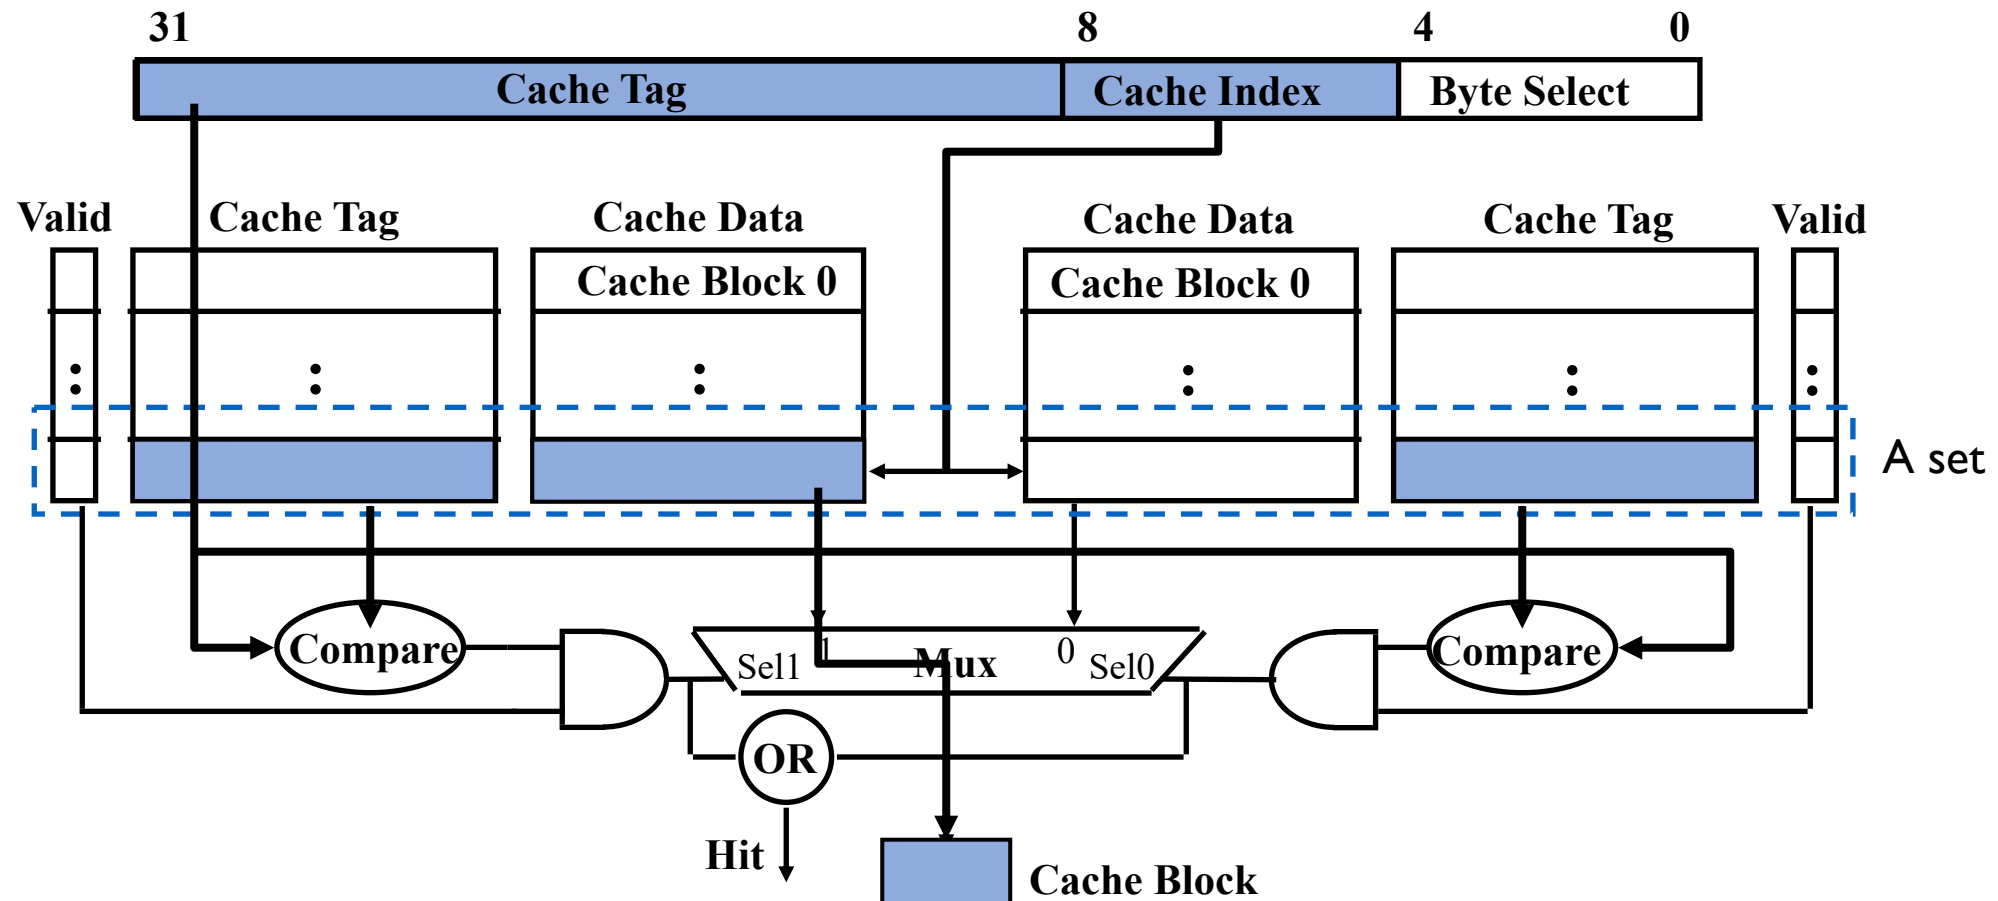 31 8 4 0
Cache Tag Cache Index Byte Select
Valid Cache Tag Cache Data Cache Data Cache Tag Valid
Cache Block 0 Cache Block 0
: : : : : :
A set
Compare Sel1 1 Mux 0 Sel0 Compare
OR
Hit
Cache Block